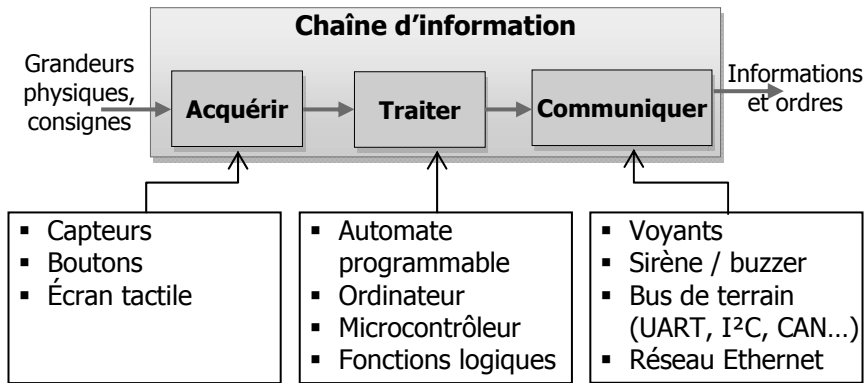 Chaîne d’information
Grandeurs
physiques,
consignes
Acquérir
Traiter
Communiquer
Informations
et ordres
▪ Capteurs
▪ Boutons
▪ Écran tactile
▪ Automate
programmable
▪ Ordinateur
▪ Microcontrôleur
▪ Fonctions logiques
▪ Voyants
▪ Sirène / buzzer
▪ Bus de terrain
(UART, I²C, CAN…)
▪ Réseau Ethernet